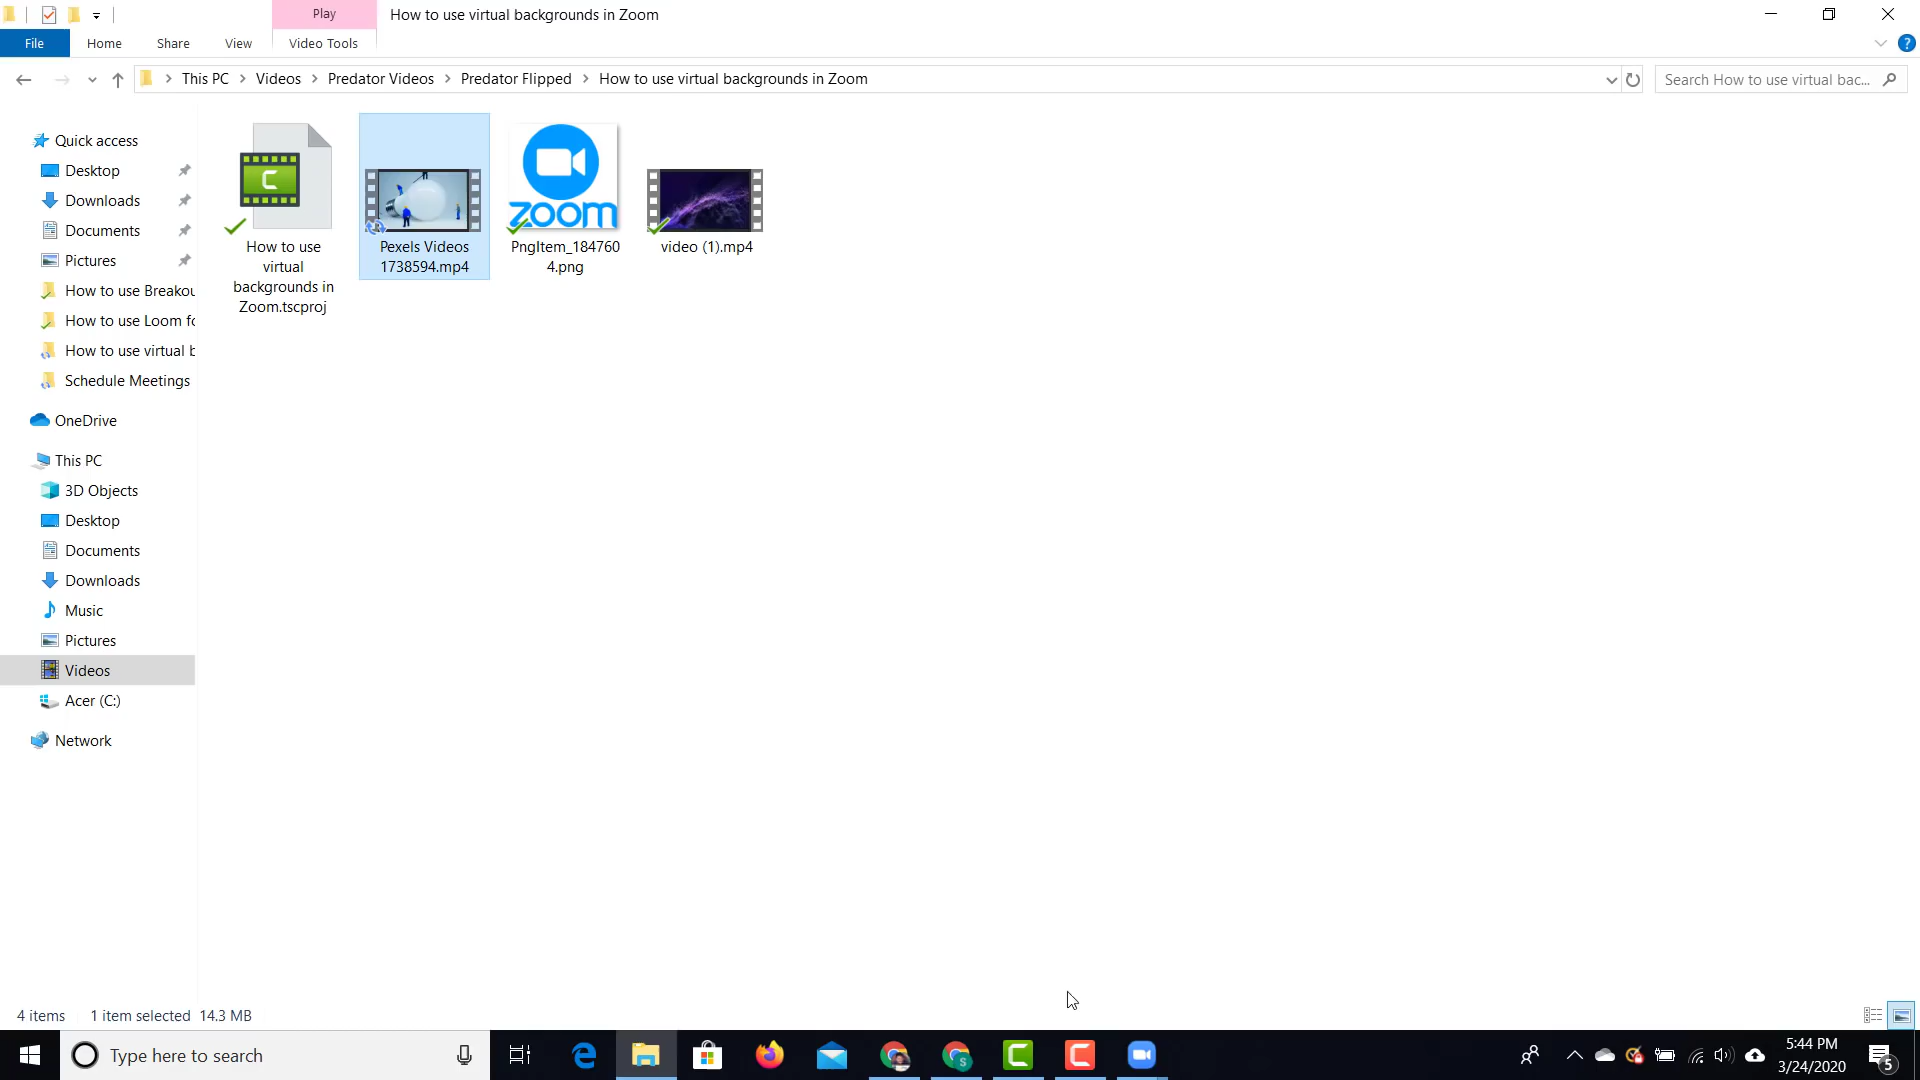 Play
How to use virtual backgrounds in Zoom
File
Home
Share
View
Video Tools
This PC
Videos
Predator Videos
Predator Flipped
How to use virtual backgrounds in Zoom
Search How to use virtual bac...
Quick access
Desktop
Downloads
Documents
Pictures
How to use Breakou
How to use Loom fo
How to use virtual b
Schedule Meetings
OneDrive
This PC
3D Objects
Desktop
Documents
Downloads
Music
Pictures
Videos
Acer (C:)
Network
C
How to use
virtual
backgrounds in
Zoom.tscproj
Pexels Videos
1738594.mp4
zoom
PngItem_184760
4.png
video (1).mp4
4 items
1 item selected
14.3 MB
Type here to search
S
5:44 PM
3/24/2020
5